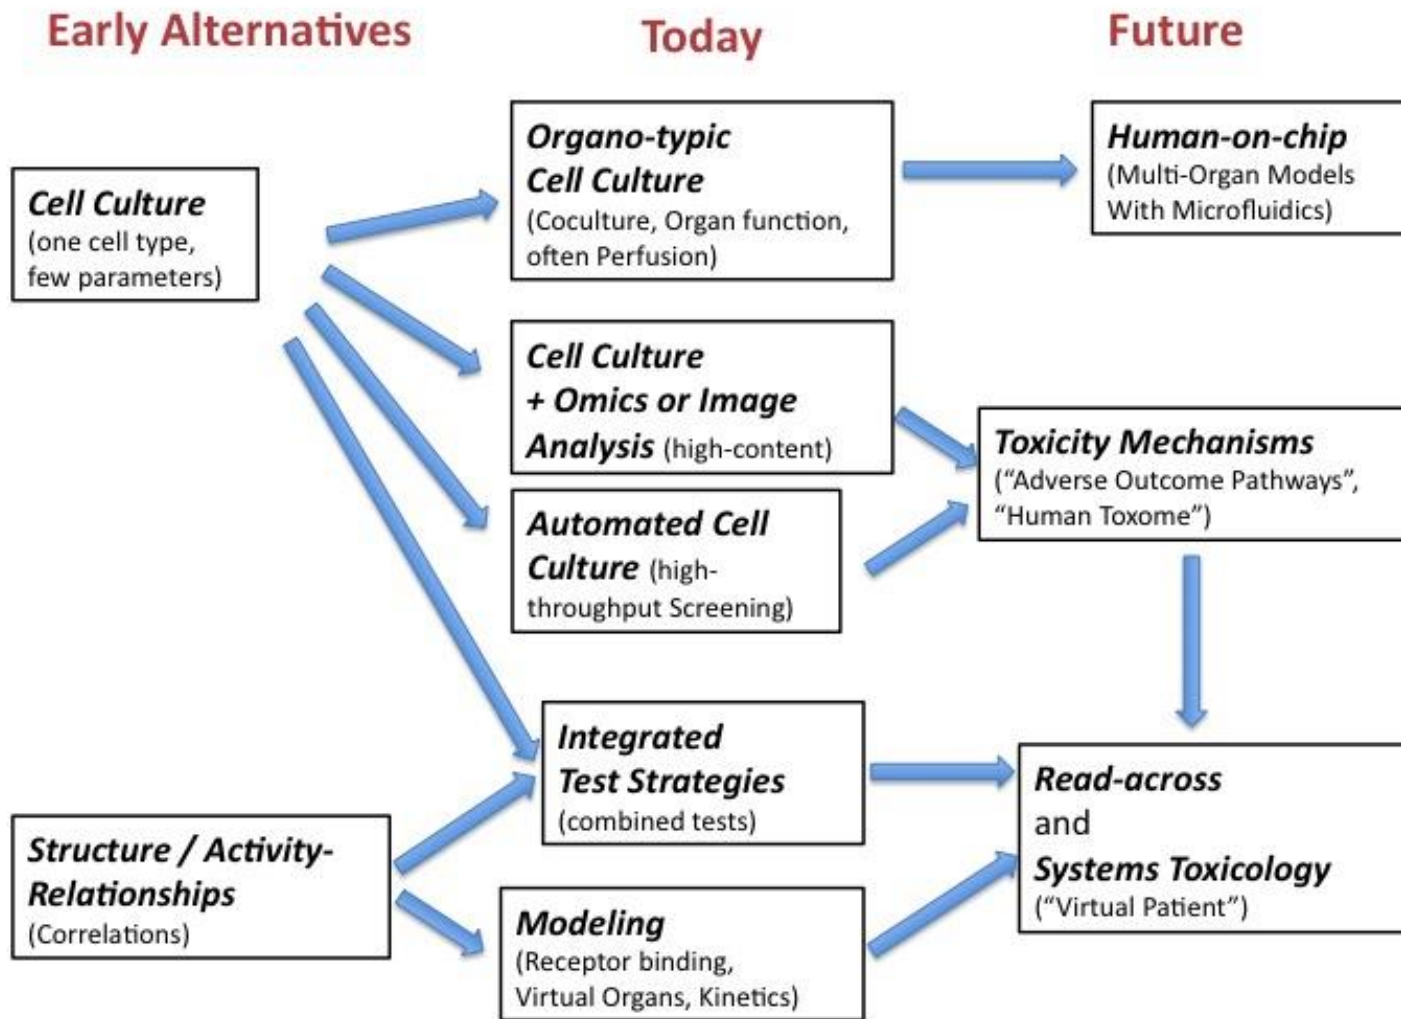 Early Alternatives
Today
Future
Cell Culture
(one cell type,
few parameters)
Organo-typic
Cell Culture
(Coculture, Organ function,
often Perfusion)
Human-on-chip
(Multi-Organ Models
With Microfluidics)
Cell Culture
+ Omics or Image
Analysis (high-content)
Automated Cell
Culture (high-
throughput Screening)
Toxicity Mechanisms
(“Adverse Outcome Pathways”,
“Human Toxome”)
Structure / Activity-
Relationships
(Correlations)
Integrated
Test Strategies
(combined tests)
Modeling
(Receptor binding,
Virtual Organs, Kinetics)
Read-across
and
Systems Toxicology
(“Virtual Patient”)